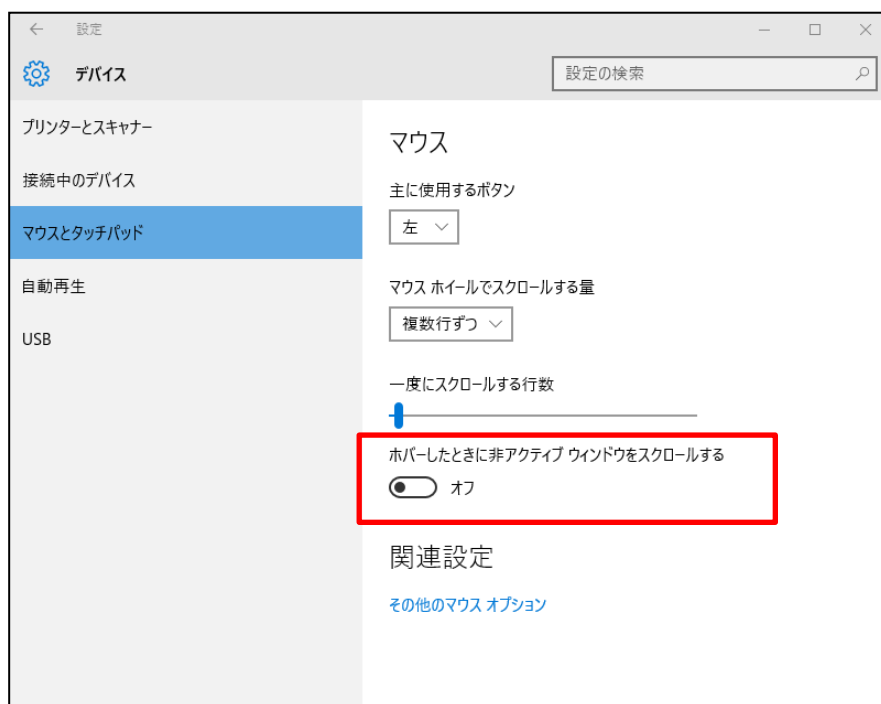 設定
デバイス
設定の検索
プリンターとスキャナー
接続中のデバイス
マウスとタッチパッド
自動再生
USB
マウス
主に使用するボタン
左
マウス ホイールでスクロールする量
複数行ずつ
一度にスクロールする行数
ホバーしたときに非アクティブ ウィンドウをスクロールする
オフ
関連設定
その他のマウス オプション